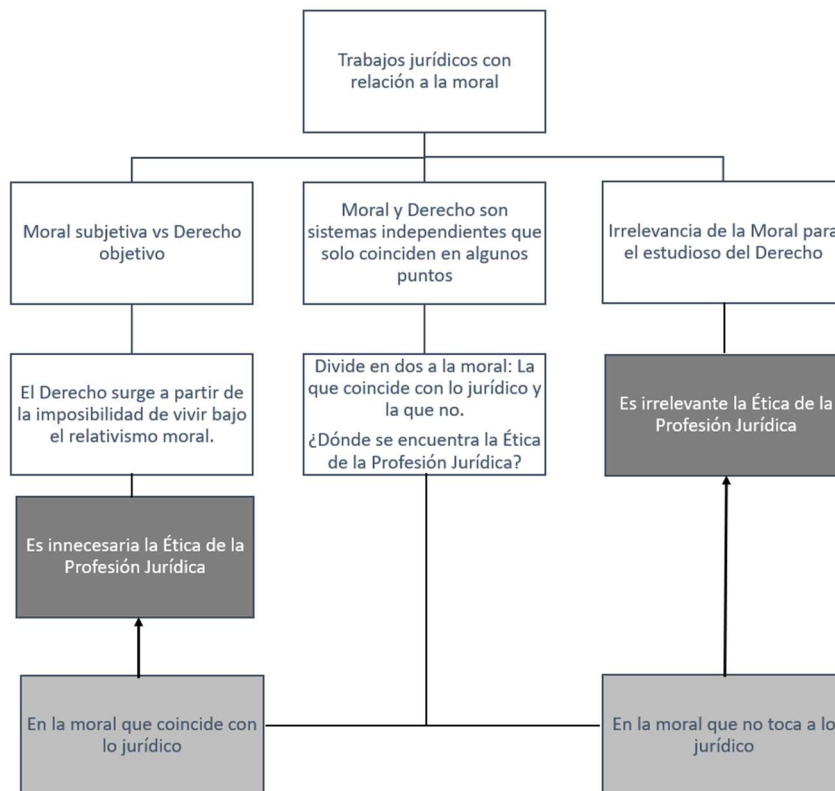 Trabajos jurídicos con
relación a la moral
Moral subjetiva vs Derecho
objetivo
Moral y Derecho son
sistemas independientes que
solo coinciden en algunos
puntos
Irrelevancia de la Moral para
el estudioso del Derecho
El Derecho surge a partir de
la imposibilidad de vivir bajo
el relativismo moral.
Divide en dos a la moral: La
que coincide con lo jurídico y
la que no.
¿Dónde se encuentra la Ética
de la Profesión Jurídica?
Es irrelevante la Ética de la
Profesión Jurídica
Es innecesaria la Ética de la
Profesión Jurídica
En la moral que coincide con
lo jurídico
En la moral que no toca a lo
jurídico